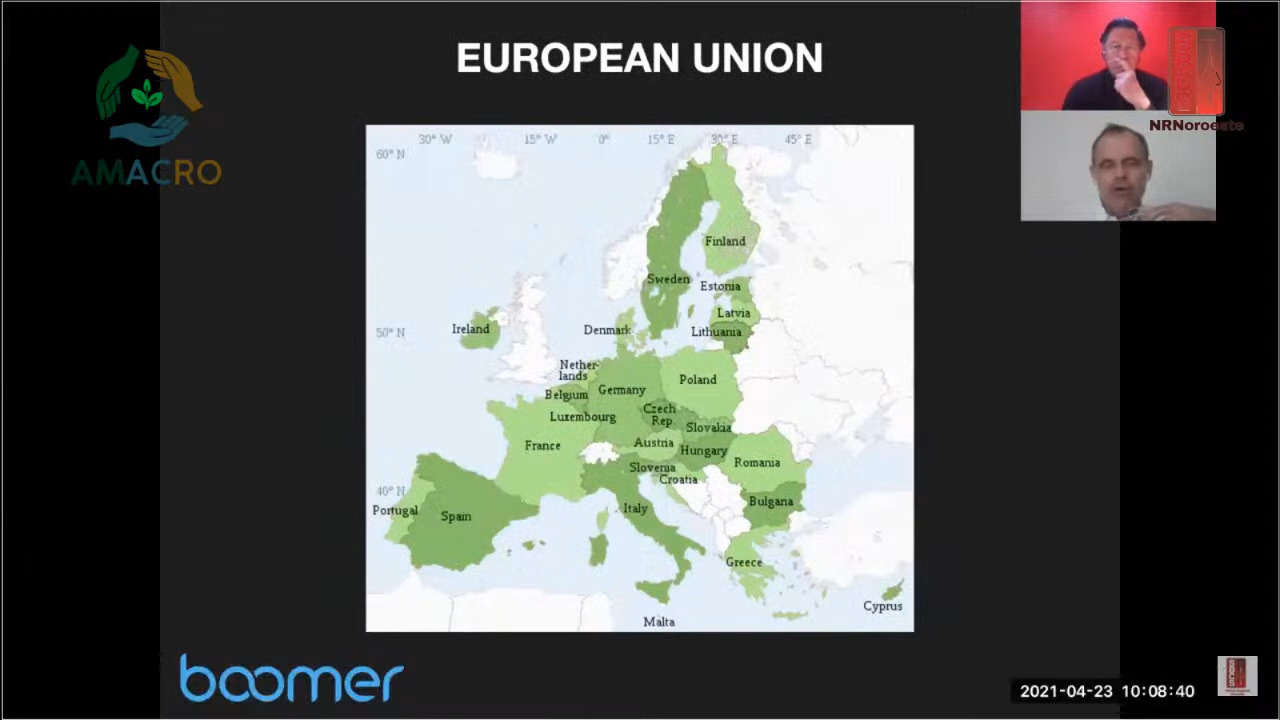 EUROPEAN UNION
AMACRO
NRNoroeste
30° W 15° W 0° 15° E 30° E 45° E
60° N
Finland
Sweden
Estonia
Latvia
Ireland
50° N
Denmark
Lithuania
Nether-
lands
Poland
Belgium
Germany
Luxembourg
Czech
Rep
Slovakia
France
Austria
Hungary
Slovenia
Romania
Croatia
40° N
Portugal
Spain
Italy
Bulgana
Greece
Cyprus
Malta
boomer
2021-04-23 10:08:40